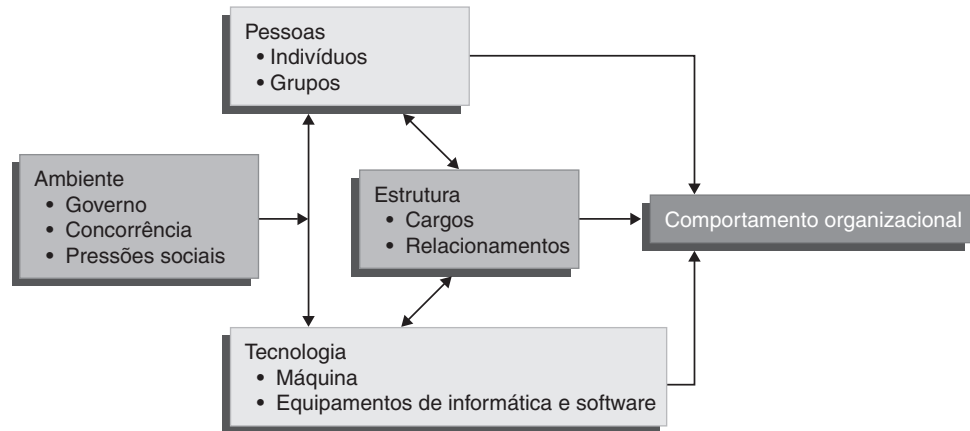 Pessoas
• Indivíduos
• Grupos
Ambiente
• Governo
• Concorrência
• Pressões sociais
Estrutura
• Cargos
• Relacionamentos
Comportamento organizacional
Tecnologia
• Máquina
• Equipamentos de informática e software